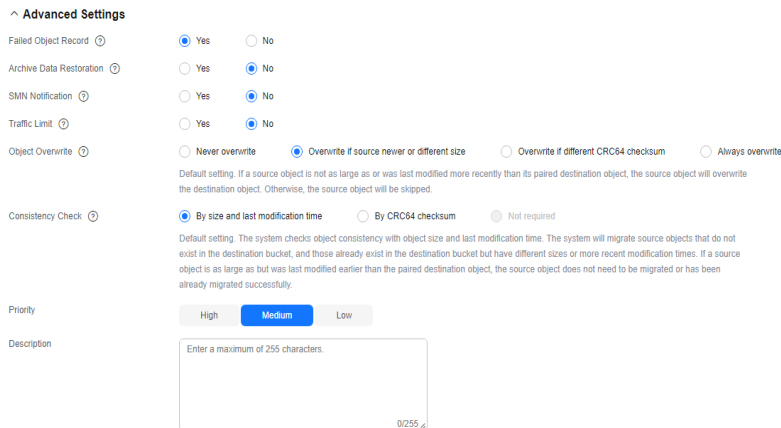 Advanced Settings
Failed Object Record ? Yes No
Archive Data Restoration ? Yes No
SMN Notification ? Yes No
Traffic Limit ? Yes No
Object Overwrite ? Never overwrite Overwrite if source newer or different size Overwrite if different CRC64 checksum Always overwrite
Default setting. If a source object is not as large as or was last modified more recently than its paired destination object, the source object will overwrite
the destination object. Otherwise, the source object will be skipped.
Consistency Check ? By size and last modification time By CRC64 checksum Not required
Default setting. The system checks object consistency with object size and last modification time. The system will migrate source objects that do not
exist in the destination bucket, and those already exist in the destination bucket but have different sizes or more recent modification times. If a source
object is as large as but was last modified earlier than the paired destination object, the source object does not need to be migrated or has been
already migrated successfully.
Priority High Medium Low
Description Enter a maximum of 255 characters.
0/255